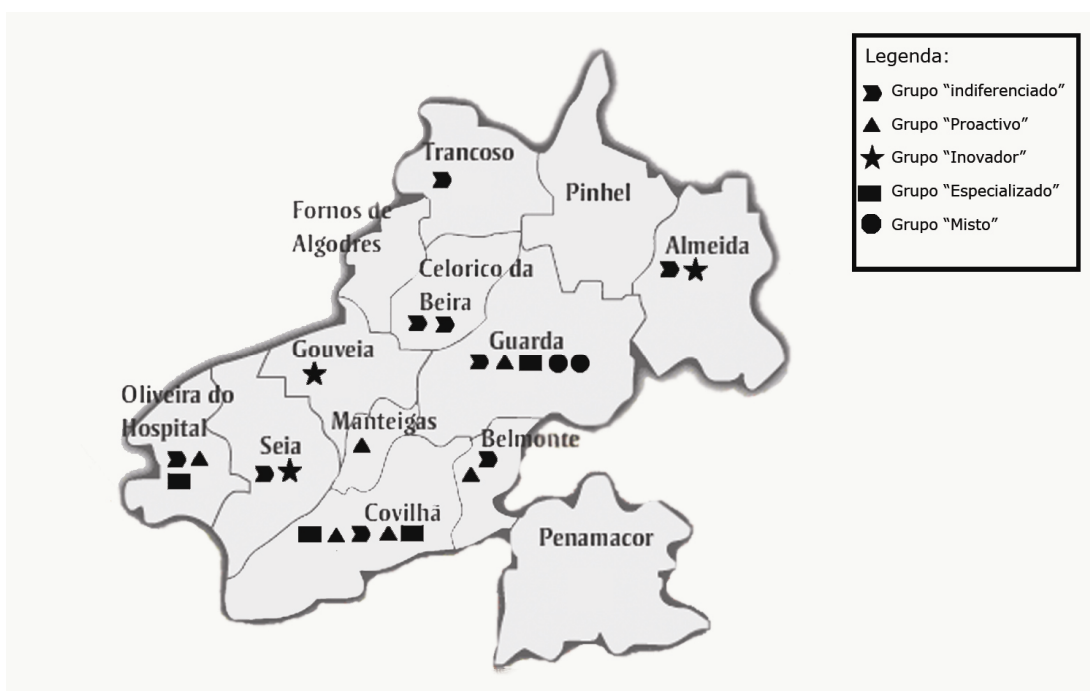 Legenda:
Grupo “indiferenciado”
Grupo “Proactivo”
Grupo “Inovador”
Grupo “Especializado”
Grupo “Misto”
Trancoso
Pinhel
Fornos de
Algodres
Almeida
Celorico da
Beira
Guarda
Gouveia
Oliveira do
Hospital
Manteigas
Seia
Belmonte
Covilhã
Penamacor